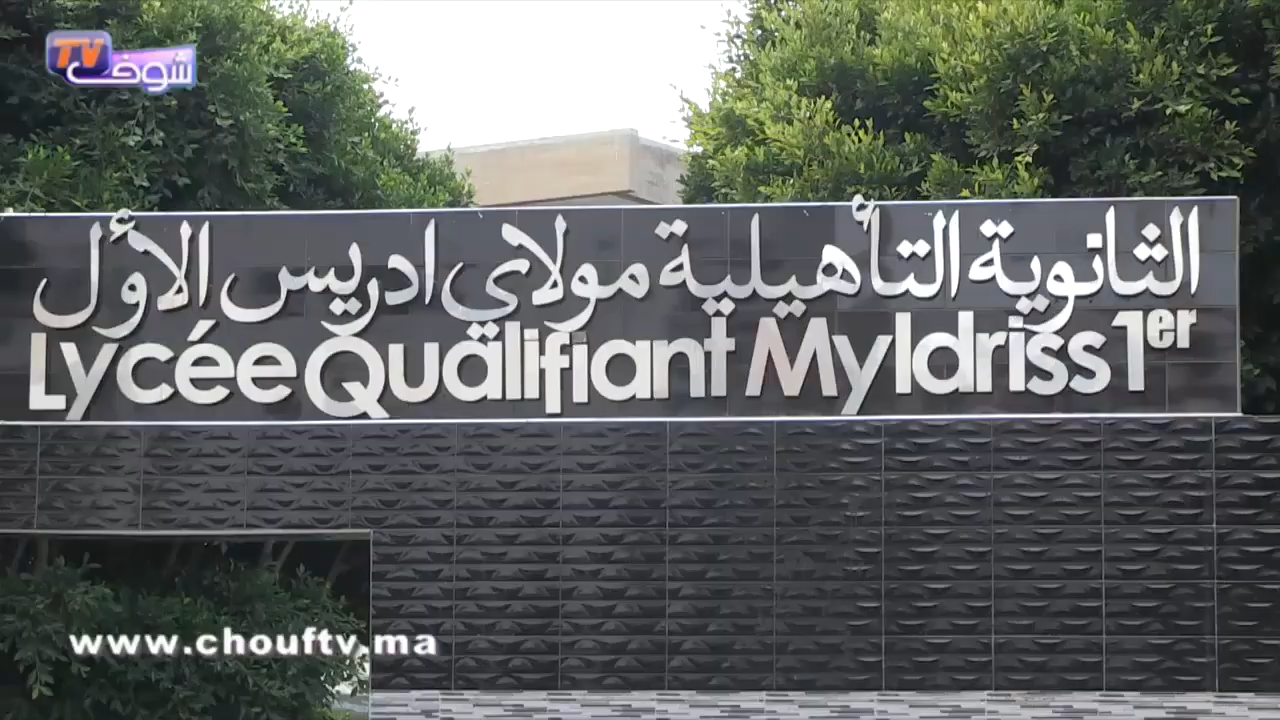 TV
شوف
الثانوية التأهيلية مولاي ادريس الأول
Lycée Qualifiant My Idriss 1er
www.chouftv.ma